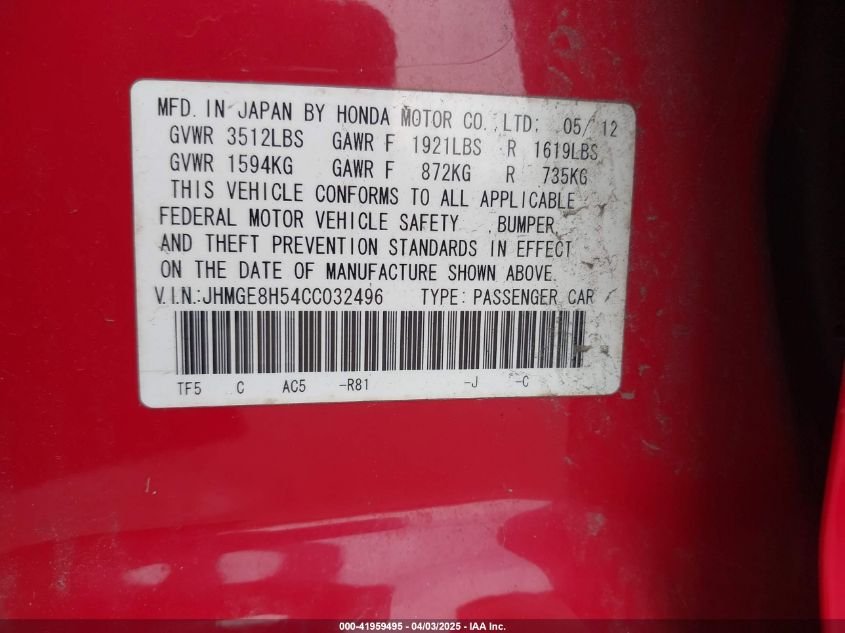 MFD. IN JAPAN BY HONDA MOTOR CO., LTD; 05/12
GVWR 3512LBS GAWR F 1921LBS R 1619LBS
GVWR 1594KG GAWR F 872KG R 735KG
THIS VEHICLE CONFORMS TO ALL APPLICABLE
FEDERAL MOTOR VEHICLE SAFETY , BUMPER,
AND THEFT PREVENTION STANDARDS IN EFFECT
ON THE DATE OF MANUFACTURE SHOWN ABOVE.
V.I.N.:JHMGE8H54CC032496 TYPE: PASSENGER CAR
TF5 C AC5 -R81 -J -C
000-41959495 - 04/03/2025 - IAA Inc.